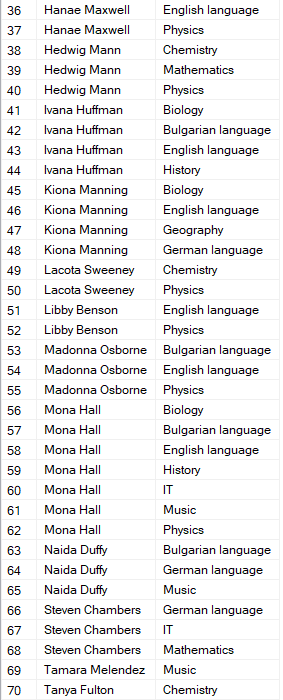 36 Hanae Maxwell English language
37 Hanae Maxwell Physics
38 Hedwig Mann Chemistry
39 Hedwig Mann Mathematics
40 Hedwig Mann Physics
41 Ivana Huffman Biology
42 Ivana Huffman Bulgarian language
43 Ivana Huffman English language
44 Ivana Huffman History
45 Kiona Manning Biology
46 Kiona Manning English language
47 Kiona Manning Geography
48 Kiona Manning German language
49 Lacota Sweeney Chemistry
50 Lacota Sweeney Physics
51 Libby Benson English language
52 Libby Benson Physics
53 Madonna Osborne Bulgarian language
54 Madonna Osborne English language
55 Madonna Osborne Physics
56 Mona Hall Biology
57 Mona Hall Bulgarian language
58 Mona Hall English language
59 Mona Hall History
60 Mona Hall IT
61 Mona Hall Music
62 Mona Hall Physics
63 Naida Duffy Bulgarian language
64 Naida Duffy German language
65 Naida Duffy Music
66 Steven Chambers German language
67 Steven Chambers IT
68 Steven Chambers Mathematics
69 Tamara Melendez Music
70 Tanya Fulton Chemistry